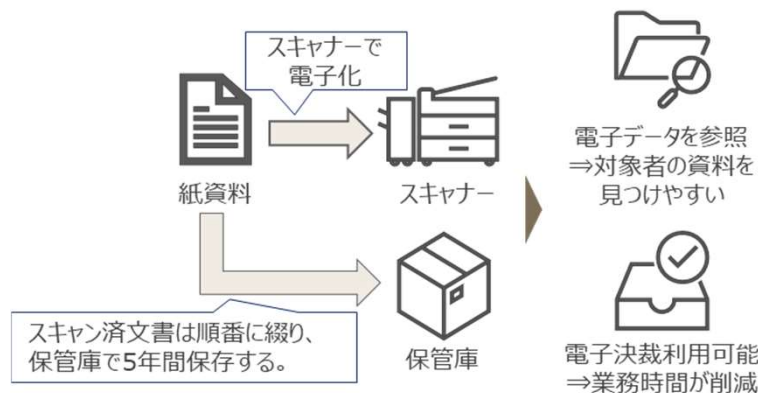 スキャナーで
電子化
紙資料
スキャナー
スキャン済文書は順番に綴り、
保管庫で5年間保存する。
保管庫
電子データを参照
⇒対象者の資料を
見つけやすい
電子決裁利用可能
⇒業務時間が削減